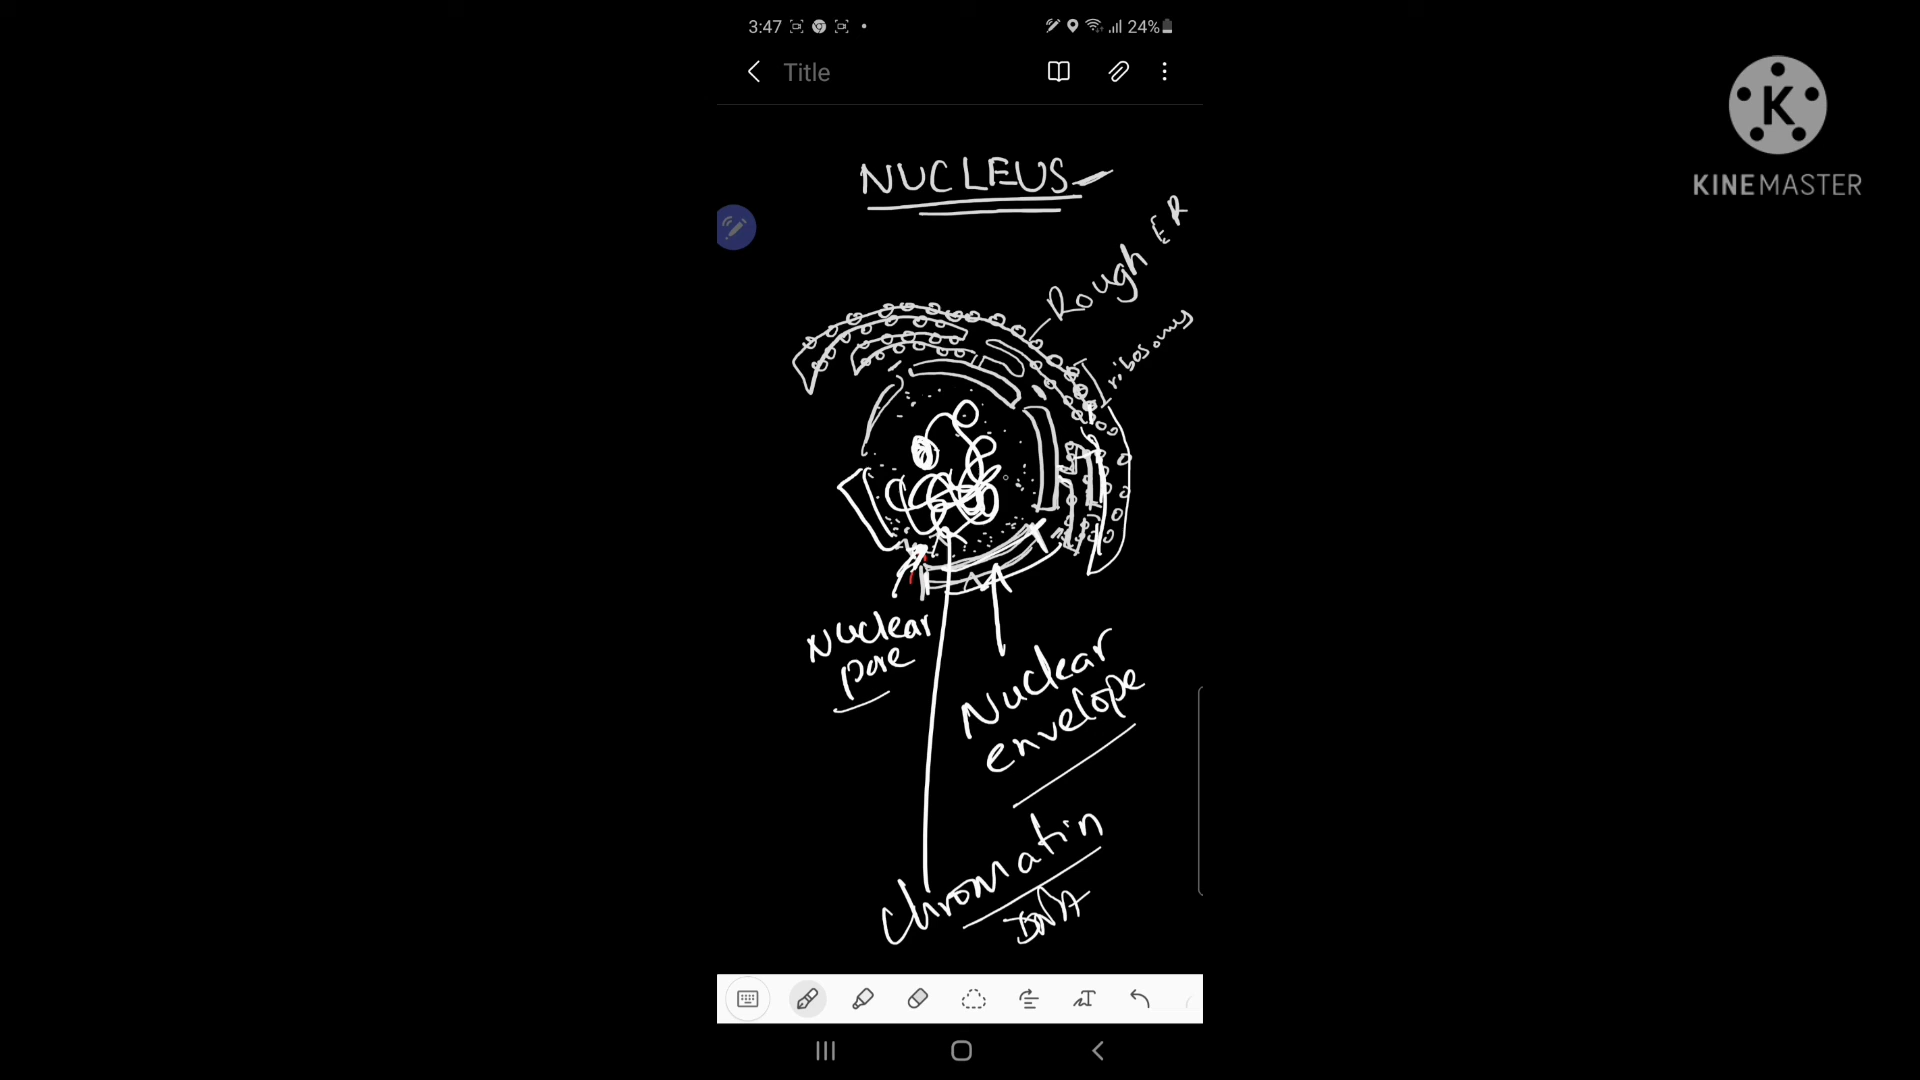 3:47
24%
Title
KINEMASTER
NUCLEUS
Rough ER
ribosomes
Nuclear
pore
Nuclear
envelope
Chromatin
DNA